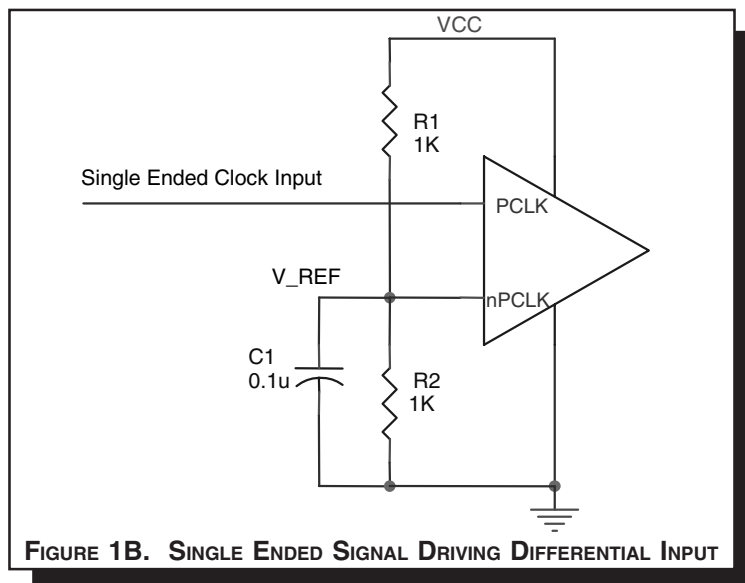 VCC
R1
1K
Single Ended Clock Input
PCLK
V_REF
nPCLK
C1
0.1u
R2
1K
FIGURE 1B. SINGLE ENDED SIGNAL DRIVING DIFFERENTIAL INPUT